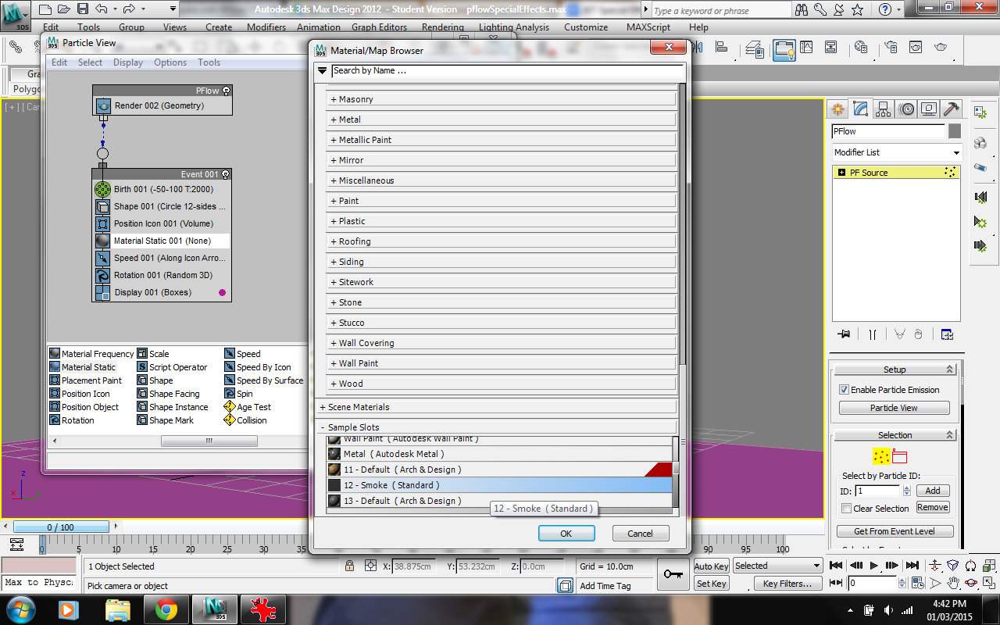 3DS
Autodesk 3ds Max Design 2012 - Student Version pflowSpecialEffects.max
Type a keyword or phrase
Edit Tools Group Views Create Modifiers Animation Graph Editors Rendering Lighting Analysis Customize MAXScript Help
Particle View
Edit Select Display Options Tools
PFlow
Render 002 (Geometry)
Event 001
Birth 001 (-50-100 T:2000)
Shape 001 (Circle 12-sides ...
Position Icon 001 (Volume)
Material Static 001 (None)
Speed 001 (Along Icon Arro...
Rotation 001 (Random 3D)
Display 001 (Boxes)
Material Frequency Scale Speed
Material Static Script Operator Speed By Icon
Placement Paint Shape Speed By Surface
Position Icon Shape Facing Spin
Position Object Shape Instance Age Test
Rotation Shape Mark Collision
Material/Map Browser
Search by Name ...
+ Masonry
+ Metal
+ Metallic Paint
+ Mirror
+ Miscellaneous
+ Paint
+ Plastic
+ Roofing
+ Siding
+ Sitework
+ Stone
+ Stucco
+ Wall Covering
+ Wall Paint
+ Wood
+ Scene Materials
- Sample Slots
Wall Paint ( Autodesk Wall Paint )
Metal ( Autodesk Metal )
11 - Default ( Arch & Design )
12 - Smoke ( Standard )
13 - Default ( Arch & Design )
12 - Smoke ( Standard )
OK Cancel
PFlow
Modifier List
PF Source
Setup
Enable Particle Emission
Particle View
Selection
Select by Particle ID:
ID: 1 Add
Clear Selection Remove
Get From Event Level
0 / 100
0 5 10 15 20 25 30 35 90 95 100
1 Object Selected X: 38.875cm Y: 53.232cm Z: 0.0cm Grid = 10.0cm Auto Key Selected
Max to Physc
Pick camera or object Add Time Tag Set Key Key Filters... 0
4:42 PM
01/03/2015